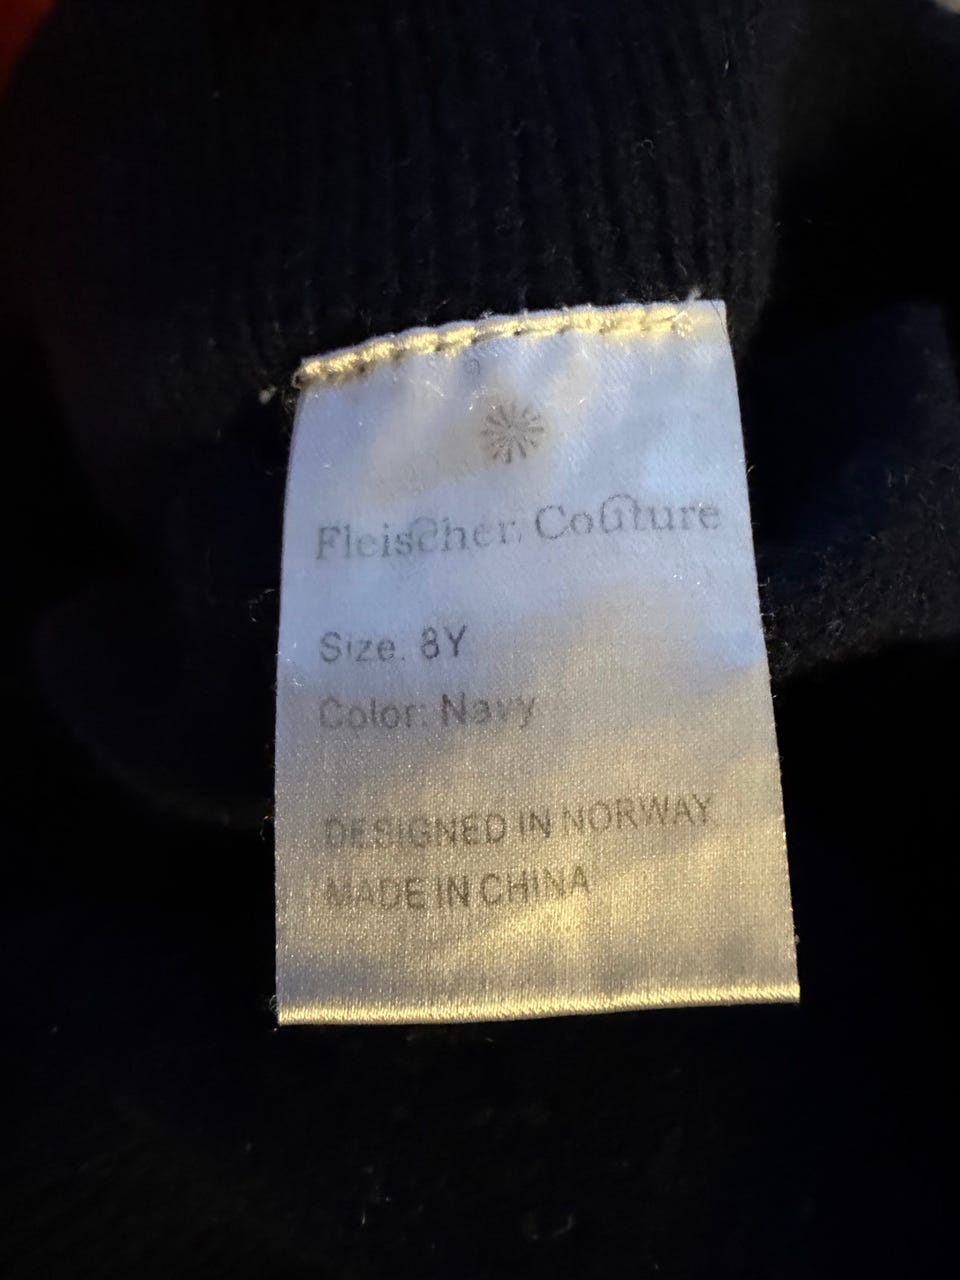 Fleischer Couture
Size: 8Y
Color: Navy
DESIGNED IN NORWAY
MADE IN CHINA